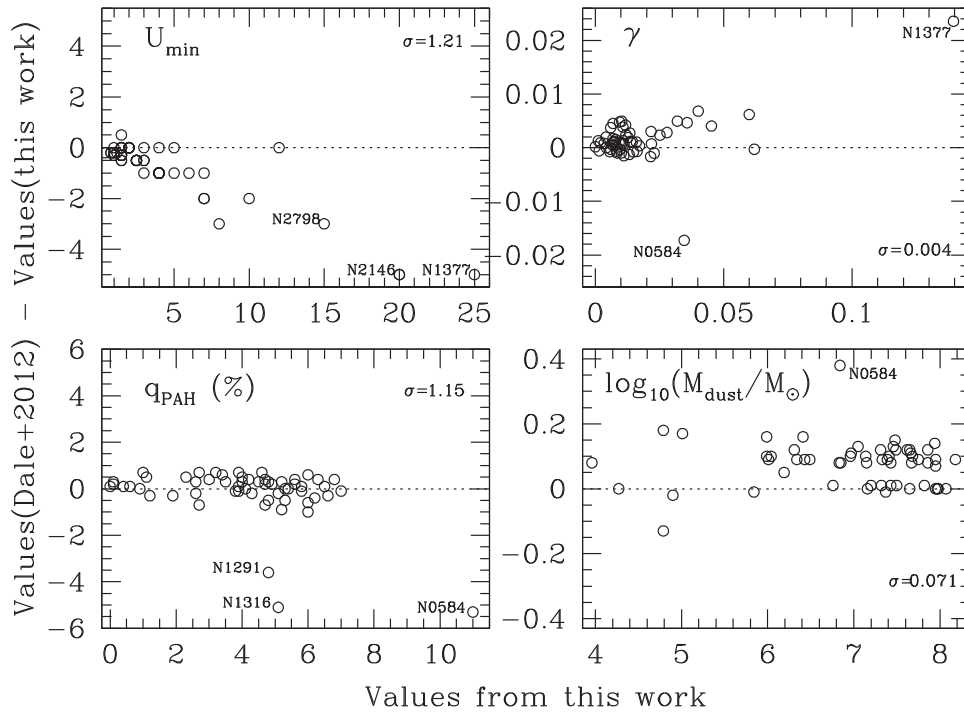 Values(Dale+2012) − Values(this work)
U_min
σ=1.21
4
2
0
−2
−4
N2798
N2146
N1377
5 10 15 20 25
γ
N1377
0.02
0.01
0
−0.01
−0.02
N0584
σ=0.004
0 0.05 0.1
q_PAH (%)
σ=1.15
6
4
2
0
−2
−4
−6
N1291
N1316
N0584
0 2 4 6 8 10
log₁₀(M_dust/M_⊙)
N0584
0.4
0.2
0
−0.2
−0.4
σ=0.071
4 5 6 7 8
Values from this work